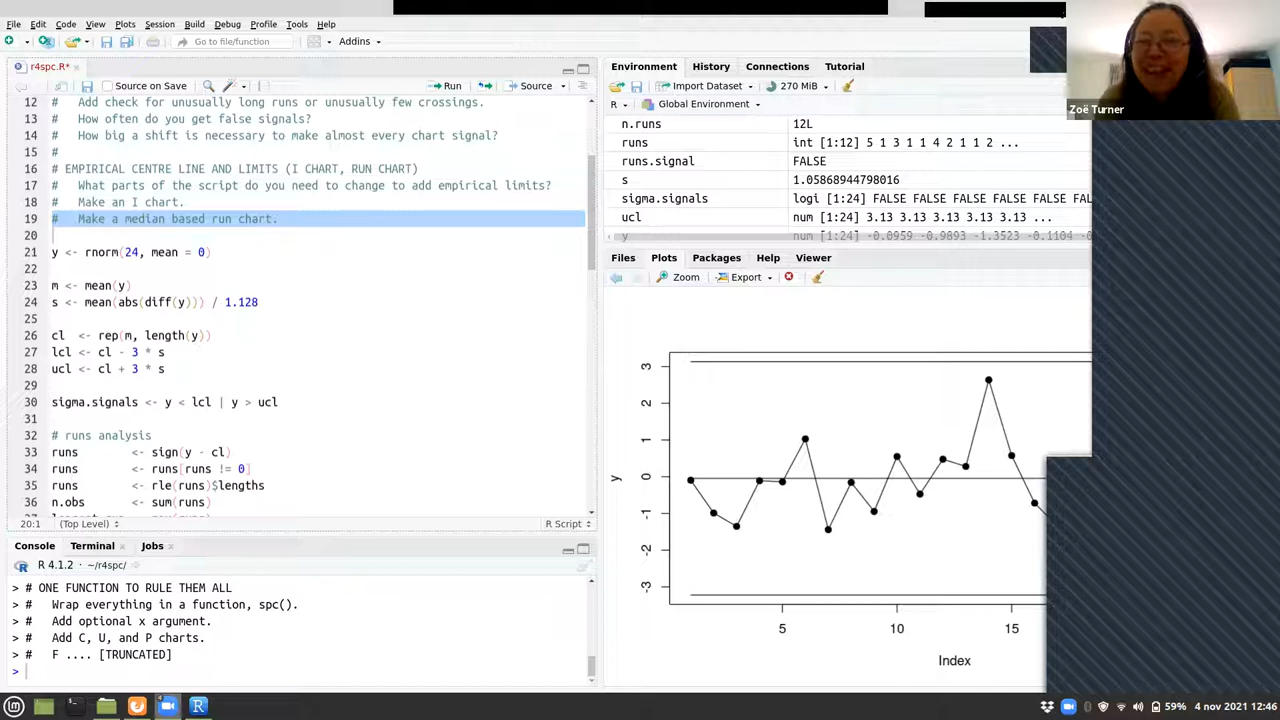 File Edit Code View Plots Session Build Debug Profile Tools Help
Go to file/function Addins
r4spc.R*
Source on Save Run Source
12 # Add check for unusually long runs or unusually few crossings.
13 # How often do you get false signals?
14 # How big a shift is necessary to make almost every chart signal?
15 #
16 # EMPIRICAL CENTRE LINE AND LIMITS (I CHART, RUN CHART)
17 # What parts of the script do you need to change to add empirical limits?
18 # Make an I chart.
19 # Make a median based run chart.
20
21 y <- rnorm(24, mean = 0)
22
23 m <- mean(y)
24 s <- mean(abs(diff(y))) / 1.128
25
26 cl <- rep(m, length(y))
27 lcl <- cl - 3 * s
28 ucl <- cl + 3 * s
29
30 sigma.signals <- y < lcl | y > ucl
31
32 # runs analysis
33 runs <- sign(y - cl)
34 runs <- runs[runs != 0]
35 runs <- rle(runs)$lengths
36 n.obs <- sum(runs)
20:1 (Top Level) R Script
Console Terminal Jobs
R 4.1.2 · ~/r4spc/
> # ONE FUNCTION TO RULE THEM ALL
> # Wrap everything in a function, spc().
> # Add optional x argument.
> # Add C, U, and P charts.
> # F .... [TRUNCATED]
>
Environment History Connections Tutorial
Import Dataset 270 MiB
R Global Environment
n.runs 12L
runs int [1:12] 5 1 3 1 1 4 2 1 1 2 ...
runs.signal FALSE
s 1.05868944798016
sigma.signals logi [1:24] FALSE FALSE FALSE FALSE FALSE FAL
ucl num [1:24] 3.13 3.13 3.13 3.13 3.13 ...
y num [1:24] -0.0959 -0.9893 -1.3523 -0.1104 -0
Files Plots Packages Help Viewer
Zoom Export
y
3
2
1
0
-1
-2
-3
5 10 15
Index
Zoë Turner
59% 4 nov 2021 12:46